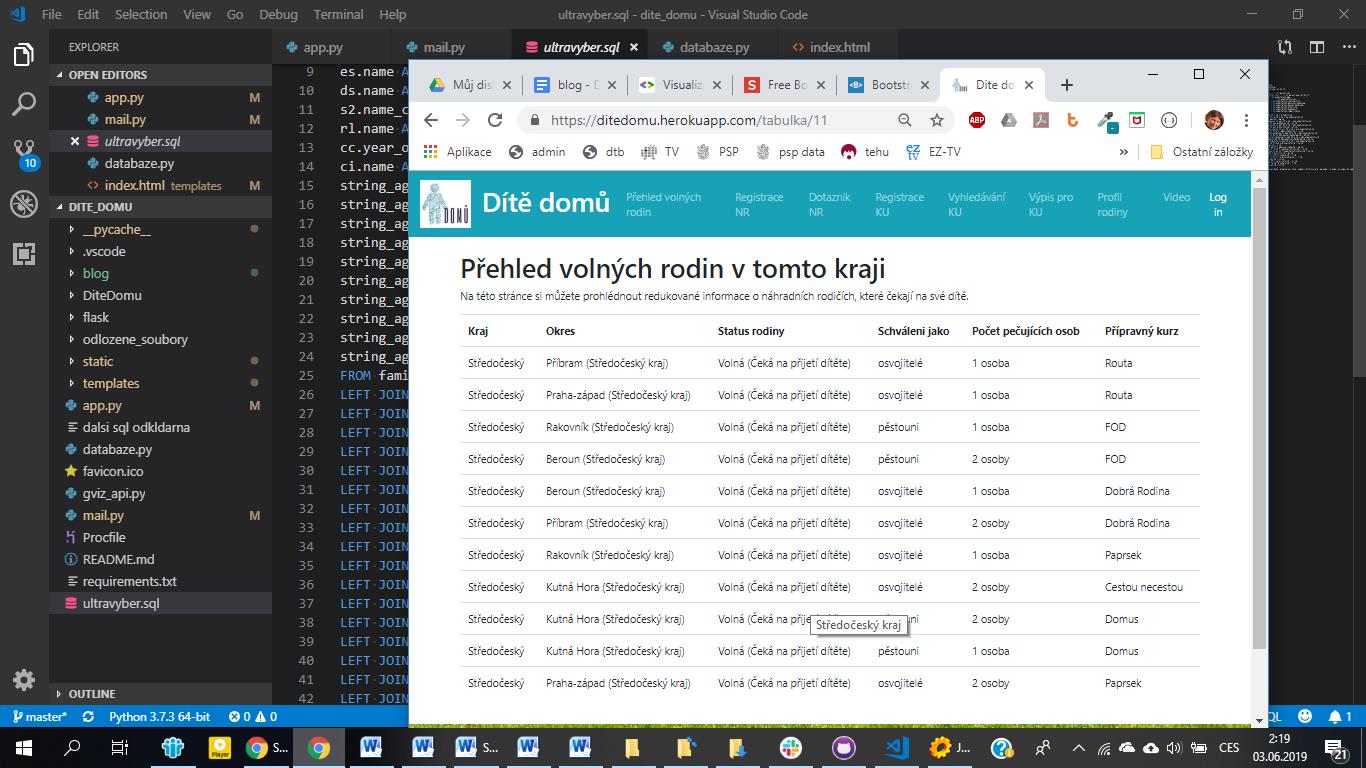 File Edit Selection View Go Debug Terminal Help
ultravyber.sql - dite_domu - Visual Studio Code
EXPLORER
OPEN EDITORS
app.py M
mail.py M
ultravyber.sql
databaze.py
index.html templates M
DITE_DOMU
__pycache__
.vscode
blog
DiteDomu
flask
odlozene_soubory
static
templates
app.py M
dalsi sql odkldarna
databaze.py
favicon.ico
gviz_api.py
mail.py M
Procfile
README.md
requirements.txt
ultravyber.sql
OUTLINE
10
app.py mail.py ultravyber.sql databaze.py index.html
9 es.name A
10 ds.name A
11 s2.name_c
12 rl.name A
13 cc.year_o
14 ci.name A
15 string_ag
16 string_ag
17 string_ag
18 string_ag
19 string_ag
20 string_ag
21 string_ag
22 string_ag
23 string_ag
24 string_ag
25 FROM fami
26 LEFT JOIN
27 LEFT JOIN
28 LEFT JOIN
29 LEFT JOIN
30 LEFT JOIN
31 LEFT JOIN
32 LEFT JOIN
33 LEFT JOIN
34 LEFT JOIN
35 LEFT JOIN
36 LEFT JOIN
37 LEFT JOIN
38 LEFT JOIN
39 LEFT JOIN
40 LEFT JOIN
41 LEFT JOIN
42 LEFT JOIN
Můj dis blog - D Visualiz Free Bo Bootstr Dite do
https://ditedomu.herokuapp.com/tabulka/11
ABP
Aplikace admin dtb TV PSP psp data tehu EZ-TV » Ostatní záložky
DOMŮ
Dítě domů
Přehled volných rodin
Registrace NR
Dotaznik NR
Registrace KU
Vyhledávání KU
Výpis pro KU
Profil rodiny
Video
Log in
Přehled volných rodin v tomto kraji
Na této stránce si můžete prohlédnout redukované informace o náhradních rodičích, které čekají na své dítě.
Kraj Okres Status rodiny Schváleni jako Počet pečujících osob Přípravný kurz
Středočeský Příbram (Středočeský kraj) Volná (Čeká na přijetí dítěte) osvojitelé 1 osoba Routa
Středočeský Praha-západ (Středočeský kraj) Volná (Čeká na přijetí dítěte) osvojitelé 1 osoba Routa
Středočeský Rakovník (Středočeský kraj) Volná (Čeká na přijetí dítěte) pěstouni 1 osoba FOD
Středočeský Beroun (Středočeský kraj) Volná (Čeká na přijetí dítěte) pěstouni 2 osoby FOD
Středočeský Beroun (Středočeský kraj) Volná (Čeká na přijetí dítěte) osvojitelé 1 osoba Dobrá Rodina
Středočeský Příbram (Středočeský kraj) Volná (Čeká na přijetí dítěte) osvojitelé 2 osoby Dobrá Rodina
Středočeský Rakovník (Středočeský kraj) Volná (Čeká na přijetí dítěte) osvojitelé 1 osoba Paprsek
Středočeský Kutná Hora (Středočeský kraj) Volná (Čeká na přijetí dítěte) osvojitelé 2 osoby Cestou necestou
Středočeský Kutná Hora (Středočeský kraj) Volná (Čeká na přije uni 2 osoby Domus
Středočeský kraj
Středočeský Kutná Hora (Středočeský kraj) Volná (Čeká na přijetí dítěte) pěstouni 1 osoba Domus
Středočeský Praha-západ (Středočeský kraj) Volná (Čeká na přijetí dítěte) osvojitelé 2 osoby Paprsek
master* Python 3.7.3 64-bit 0 0 QL 1
Player S... S... J... CES
2:19
03.06.2019
21